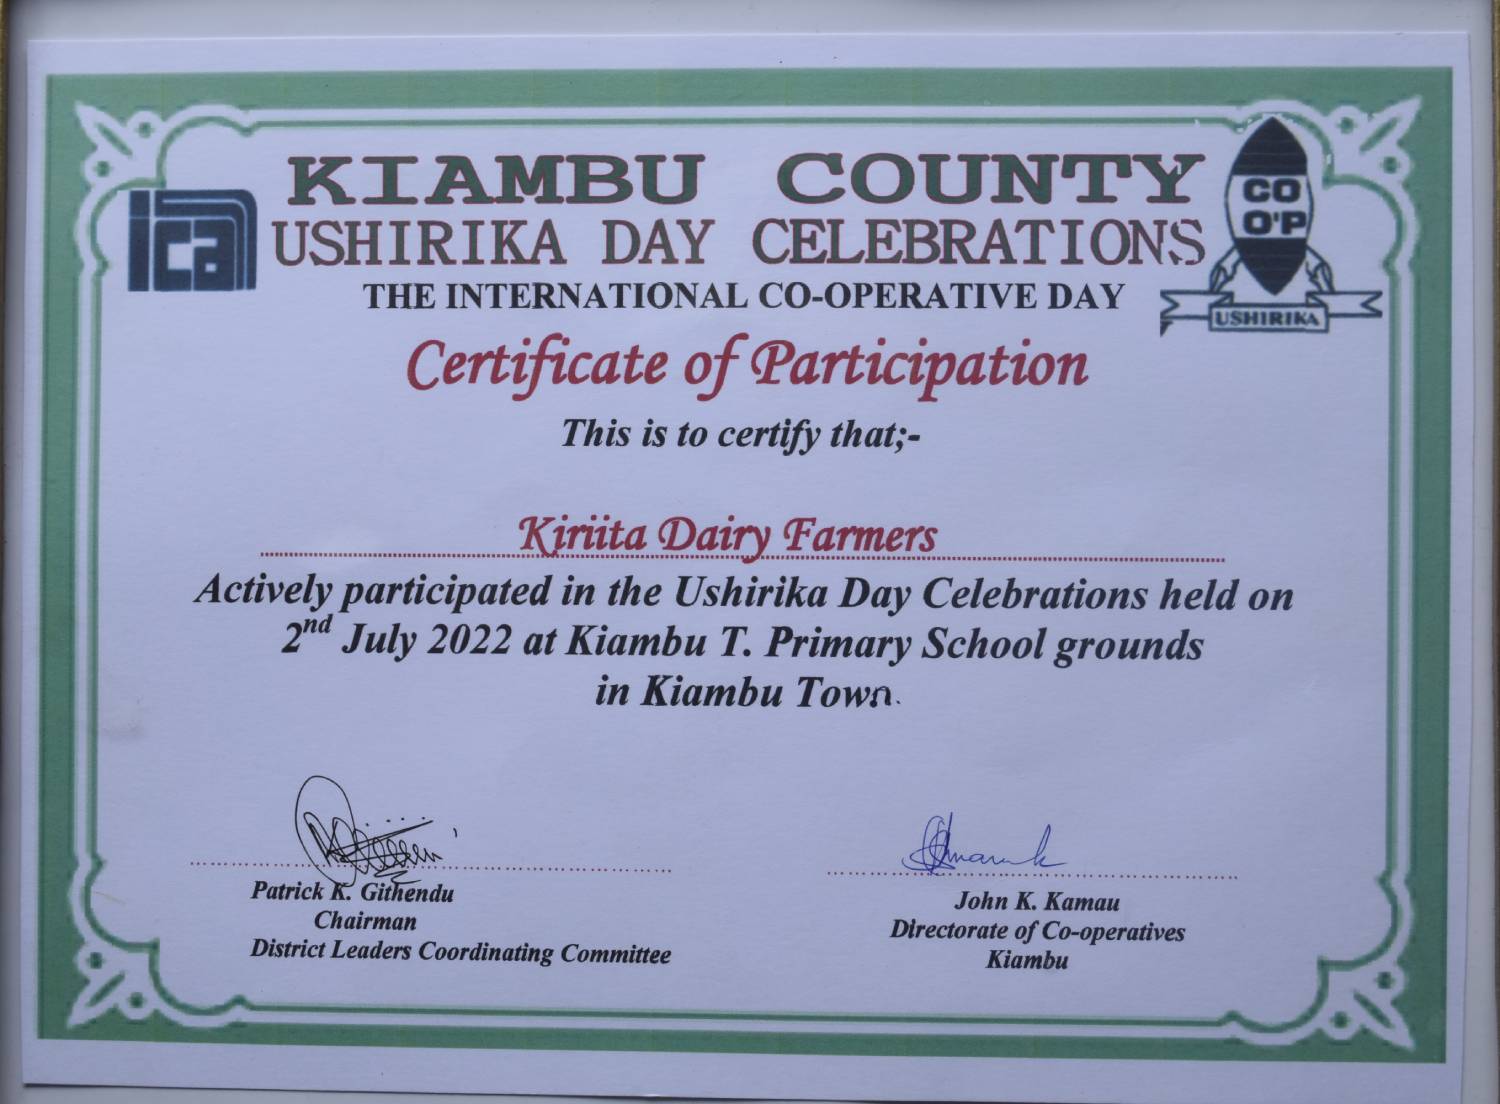 KIAMBU COUNTY
USHIRIKA DAY CELEBRATIONS
THE INTERNATIONAL CO-OPERATIVE DAY
ica
CO
O'P
USHIRIKA
Certificate of Participation
This is to certify that;-
Kiriita Dairy Farmers
Actively participated in the Ushirika Day Celebrations held on
2nd July 2022 at Kiambu T. Primary School grounds
in Kiambu Town.
Patrick K. Githendu
Chairman
District Leaders Coordinating Committee
John K. Kamau
Directorate of Co-operatives
Kiambu